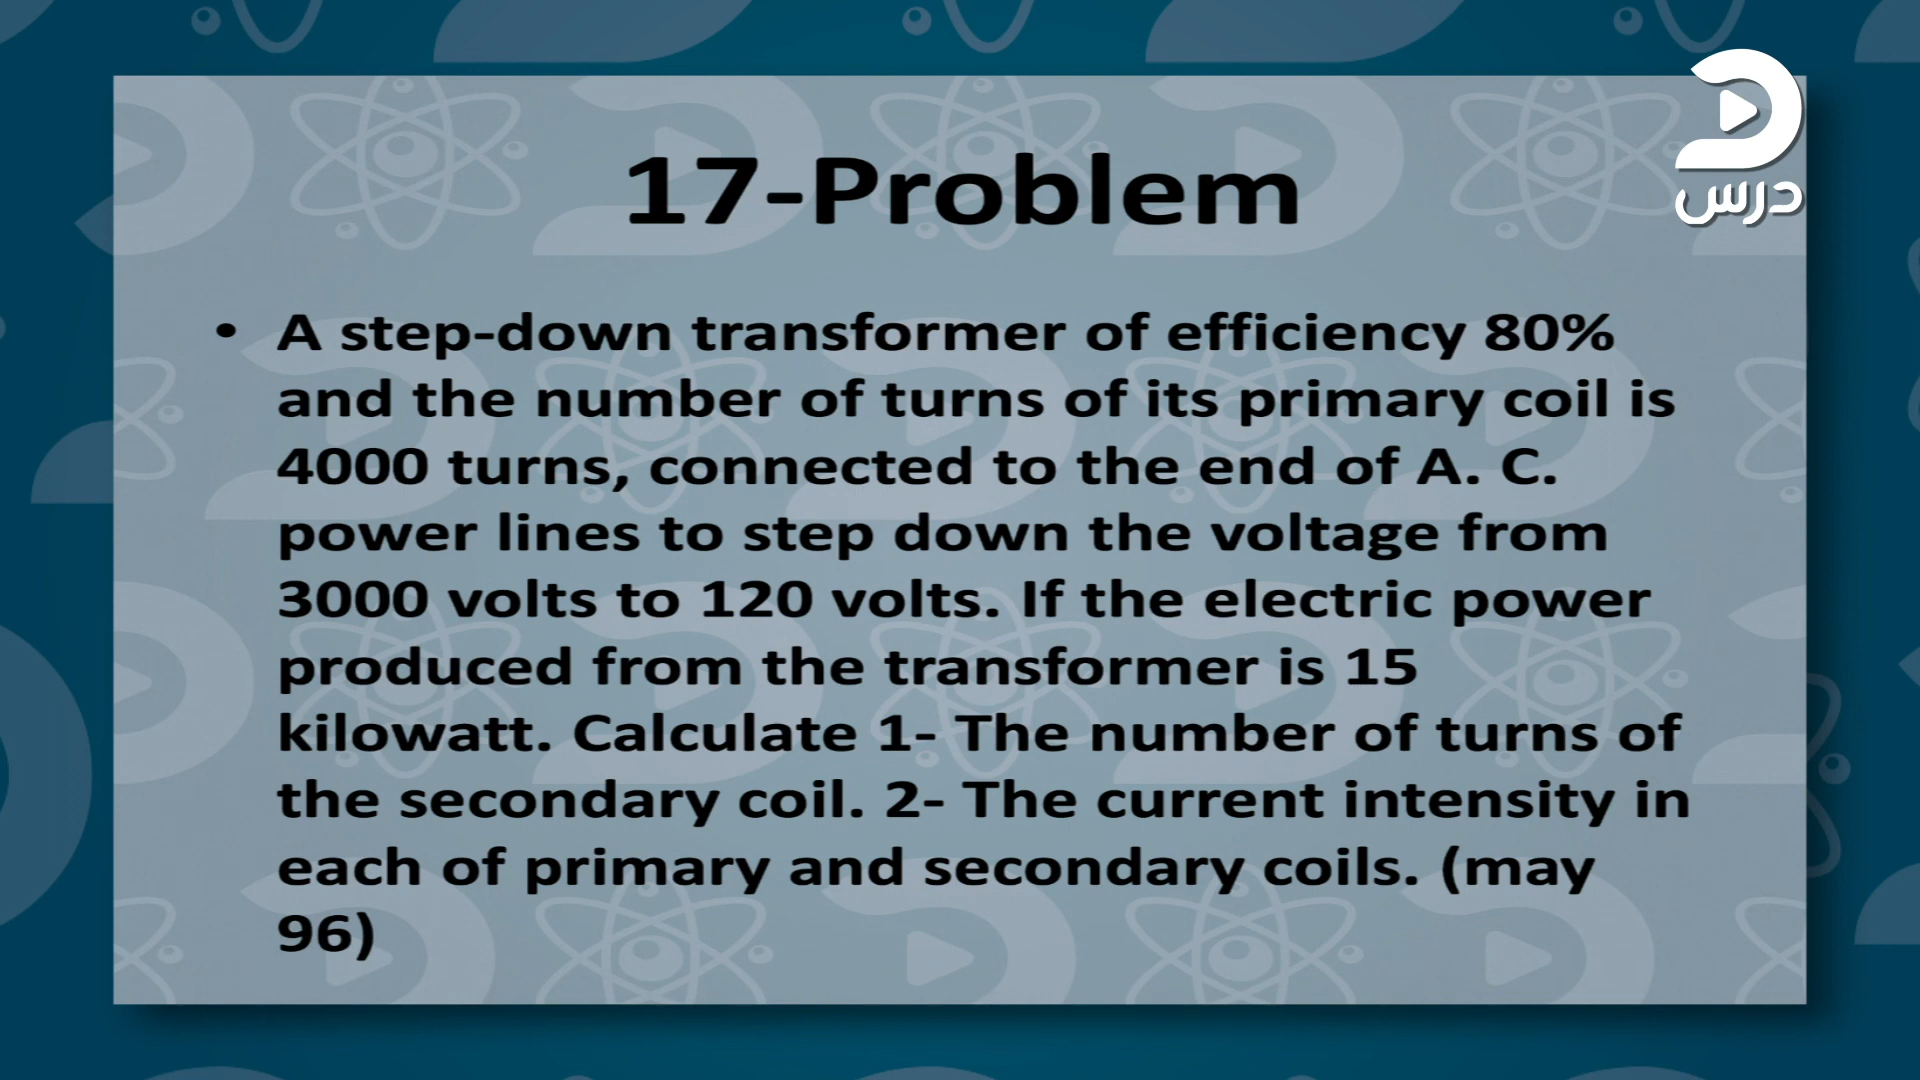 درس
17-Problem
• A step-down transformer of efficiency 80%
and the number of turns of its primary coil is
4000 turns, connected to the end of A. C.
power lines to step down the voltage from
3000 volts to 120 volts. If the electric power
produced from the transformer is 15
kilowatt. Calculate 1- The number of turns of
the secondary coil. 2- The current intensity in
each of primary and secondary coils. (may
96)